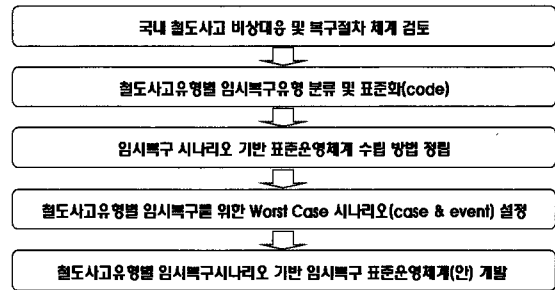 국내 철도사고 비상대응 및 복구절차 체계 검토
철도사고유형별 임시복구유형 분류 및 표준화(code)
임시복구 시나리오 기반 표준운영체계 수립 방법 정립
철도사고유형별 임시복구를 위한 Worst Case 시나리오(case & event) 설정
철도사고유형별 임시복구시나리오 기반 임시복구 표준운영체계(안) 개발